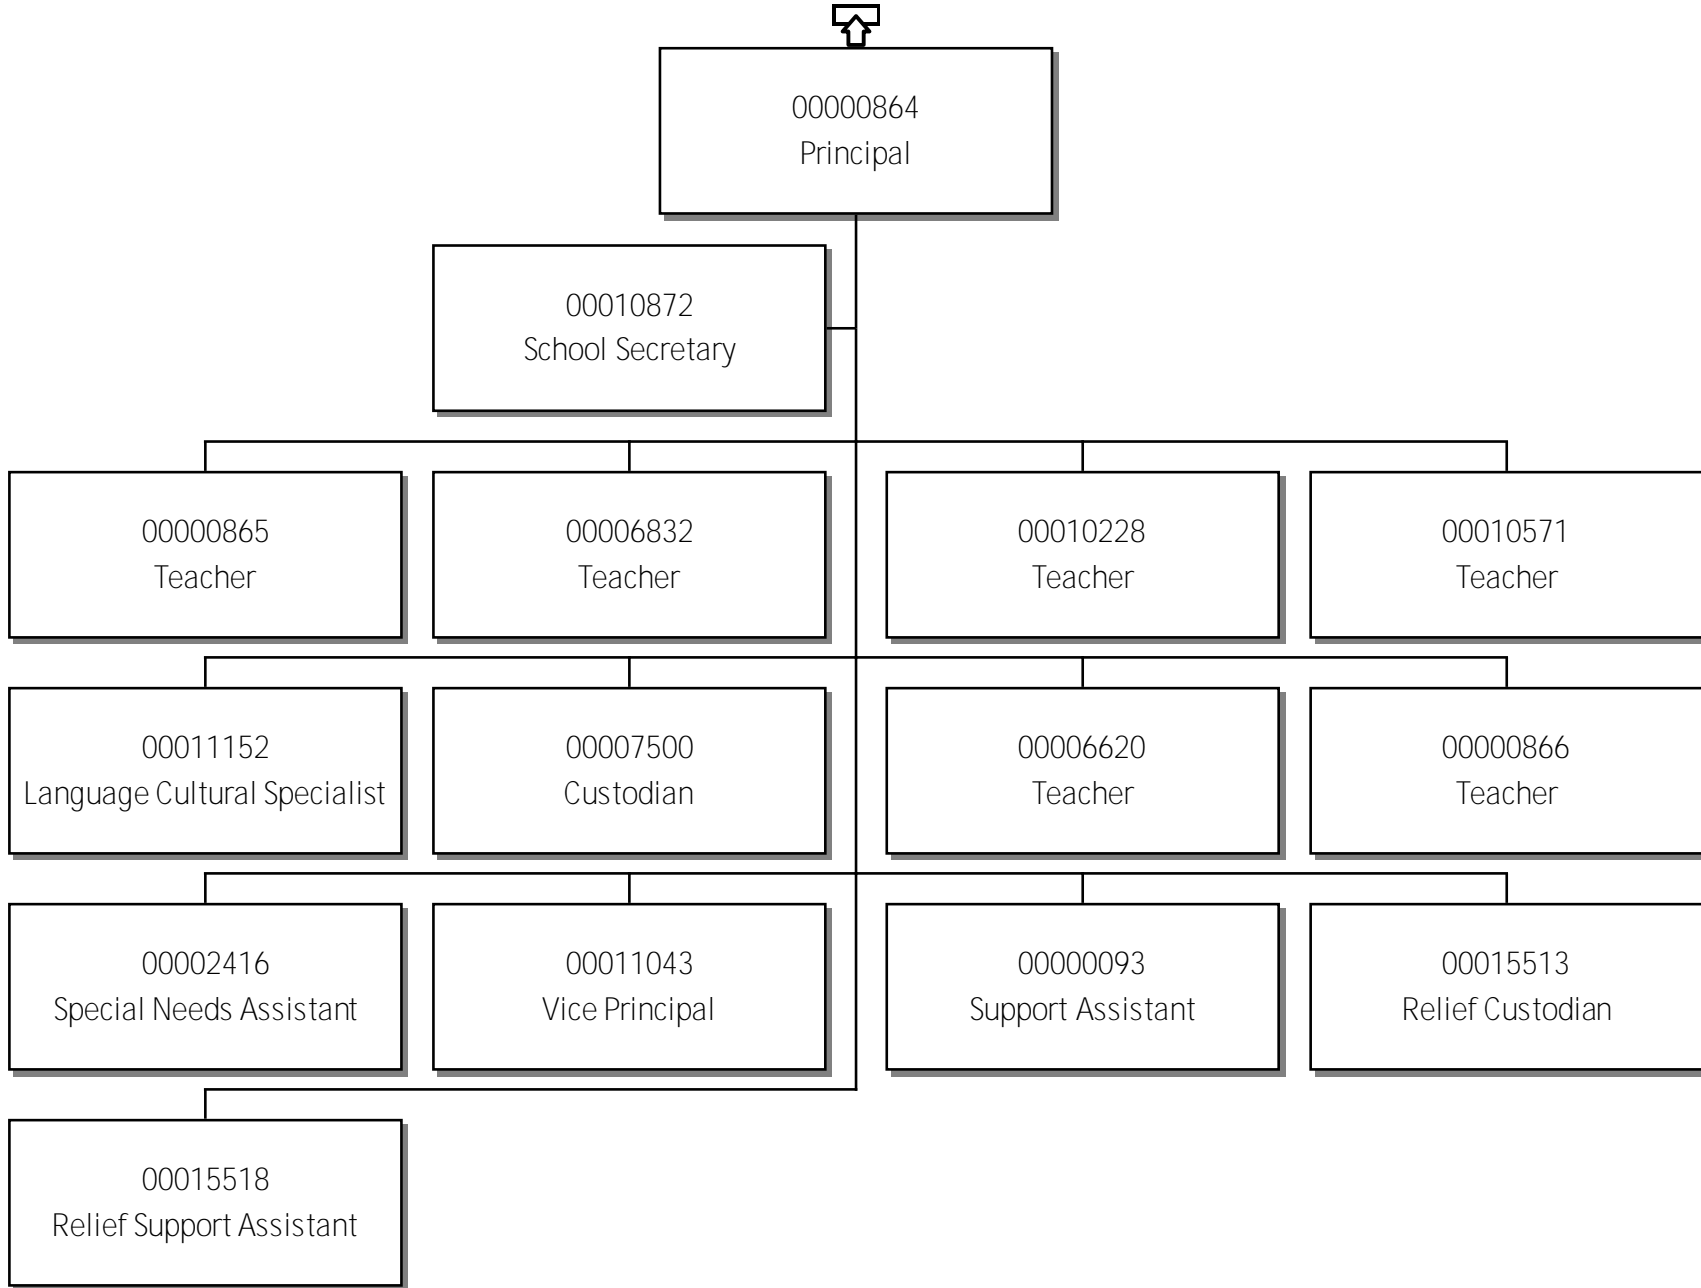 00000864
Principal
00010872
School Secretary
00000865
Teacher
00006832
Teacher
00010228
Teacher
00010571
Teacher
00011152
Language Cultural Specialist
00007500
Custodian
00006620
Teacher
00000866
Teacher
00002416
Special Needs Assistant
00011043
Vice Principal
00000093
Support Assistant
00015513
Relief Custodian
00015518
Relief Support Assistant